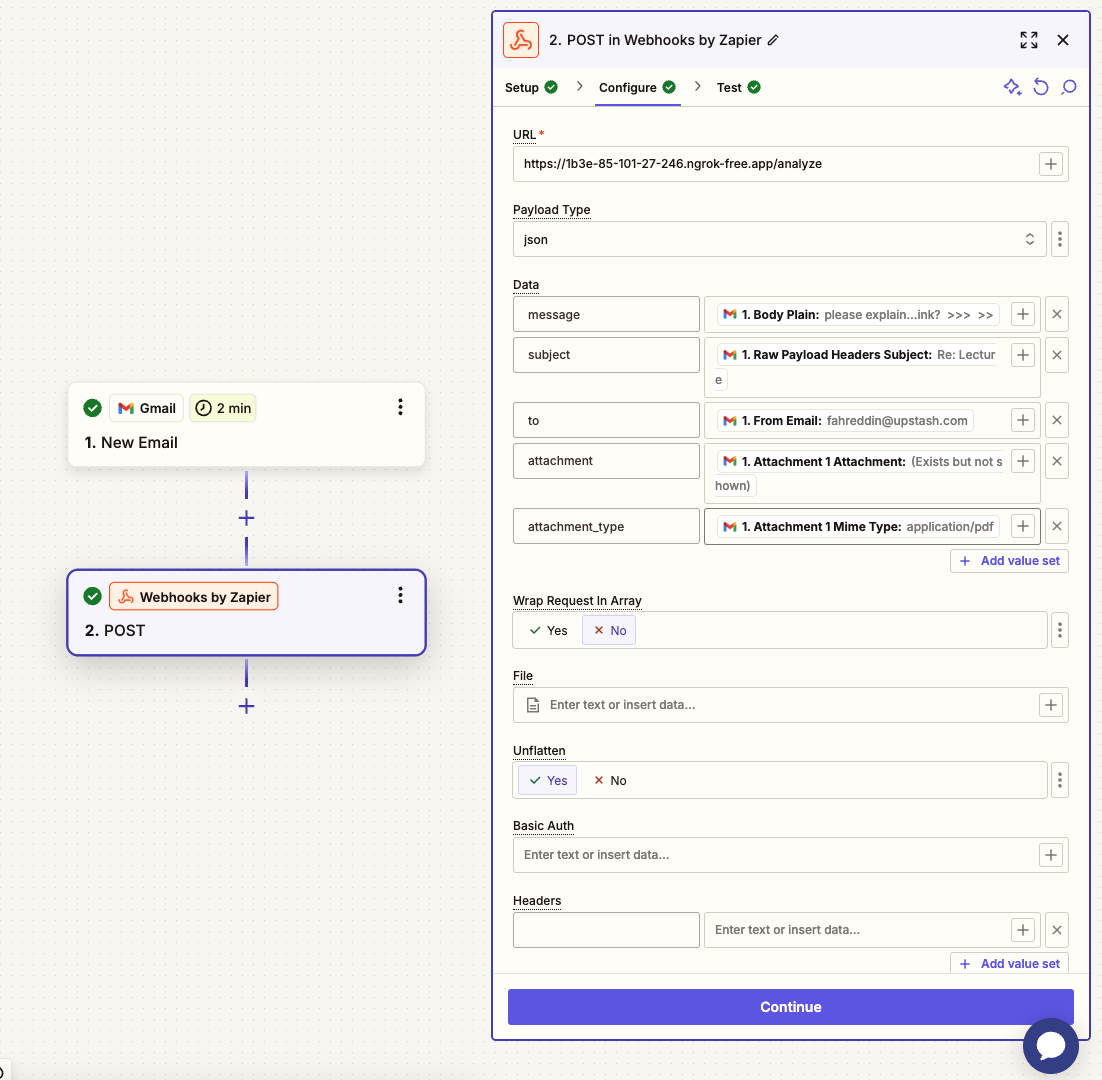 2. POST in Webhooks by Zapier
Setup
Configure
Test
URL *
https://1b3e-85-101-27-246.ngrok-free.app/analyze
Payload Type
json
Data
message
1. Body Plain: please explain...ink? >>> >>
subject
1. Raw Payload Headers Subject: Re: Lectur
e
to
1. From Email: fahreddin@upstash.com
attachment
1. Attachment 1 Attachment: (Exists but not s
hown)
attachment_type
1. Attachment 1 Mime Type: application/pdf
+ Add value set
Wrap Request In Array
Yes
No
File
Enter text or insert data...
Unflatten
Yes
No
Basic Auth
Enter text or insert data...
Headers
Enter text or insert data...
+ Add value set
Continue
Gmail
2 min
1. New Email
Webhooks by Zapier
2. POST